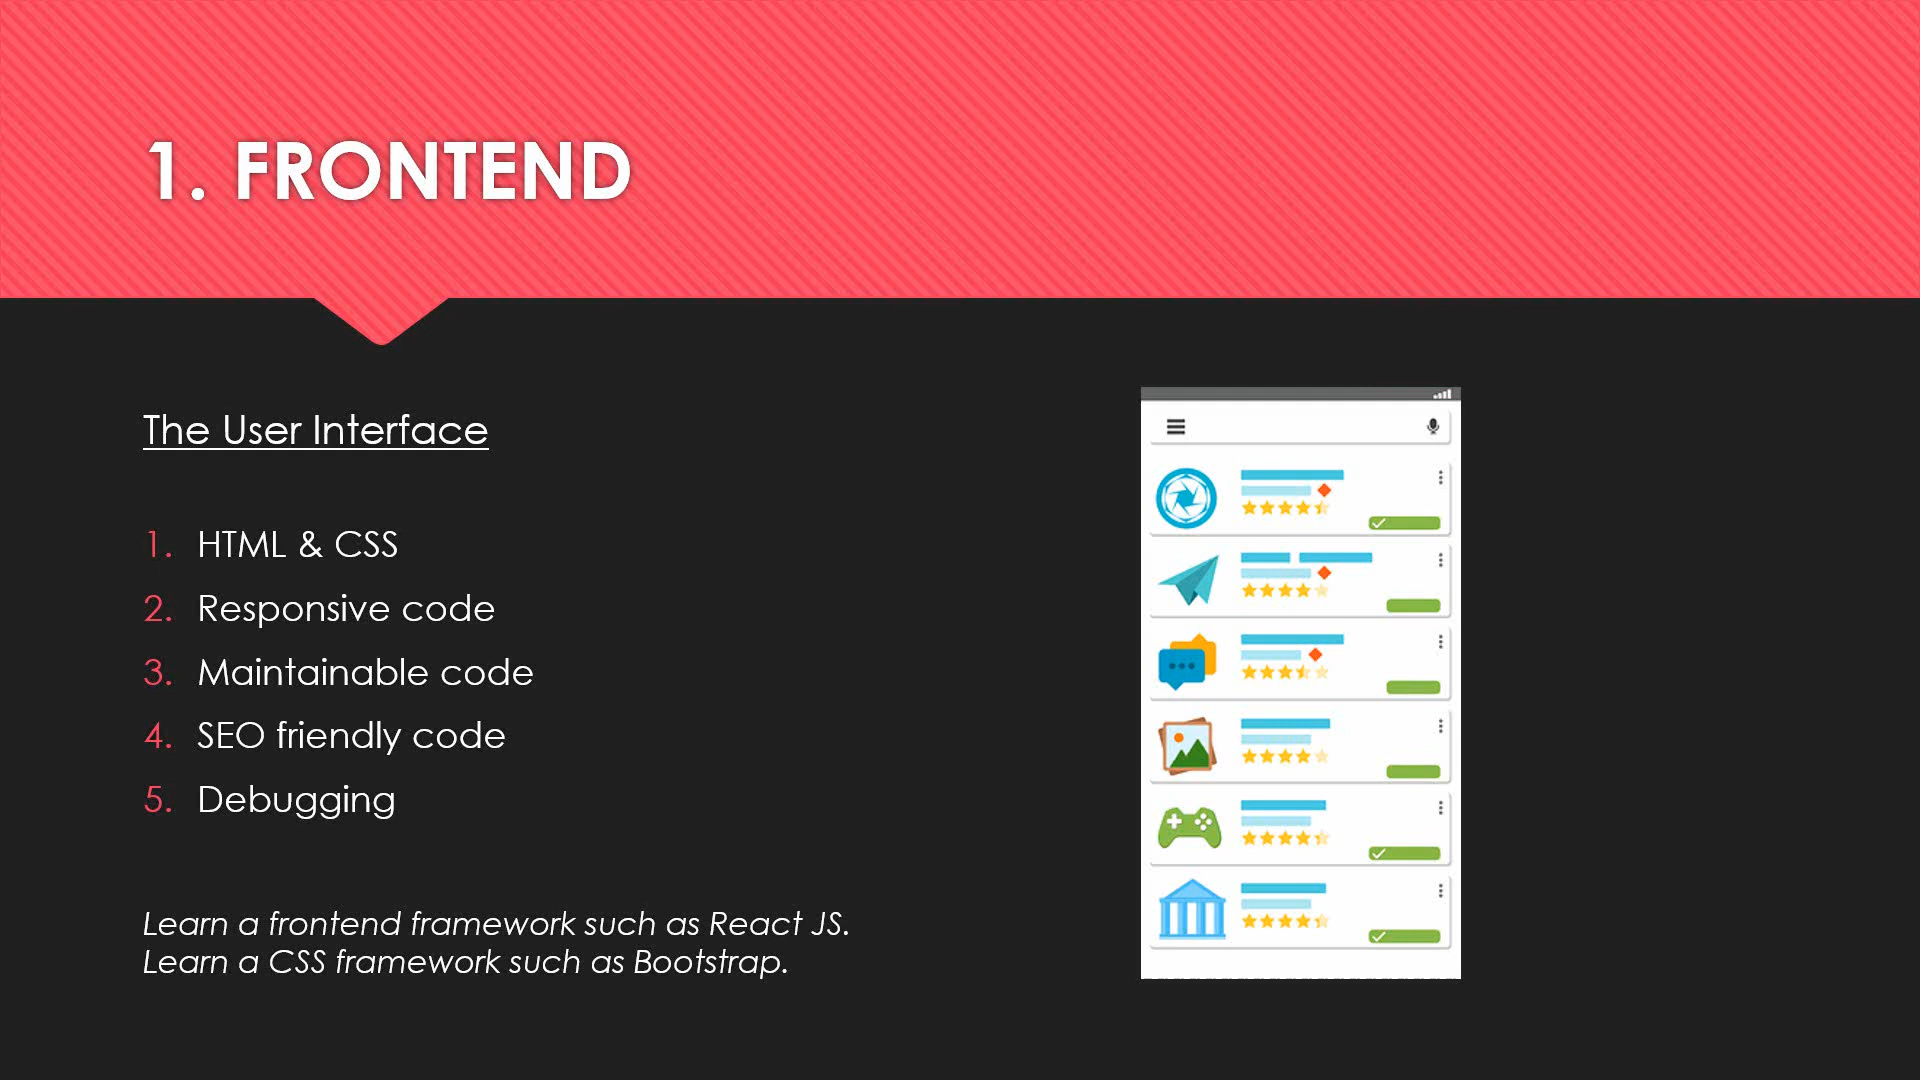 1. FRONTEND
The User Interface
1. HTML & CSS
2. Responsive code
3. Maintainable code
4. SEO friendly code
5. Debugging
Learn a frontend framework such as React JS.
Learn a CSS framework such as Bootstrap.